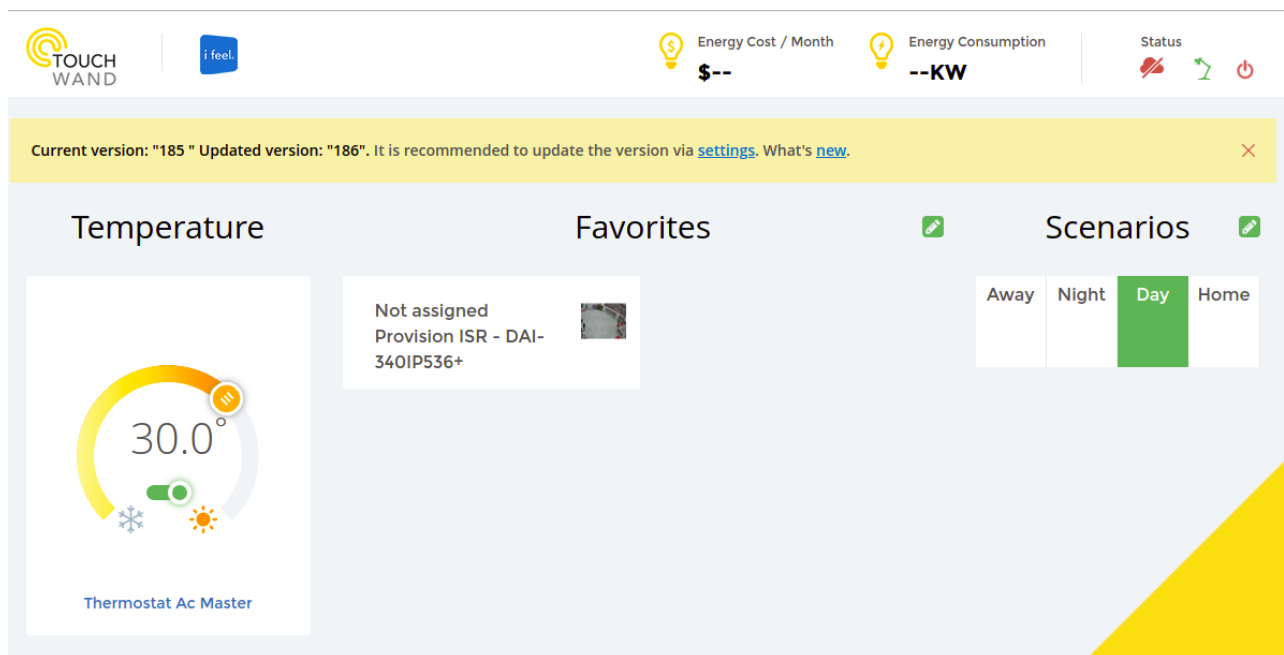 TOUCH
WAND
i feel.
Energy Cost / Month
$--
Energy Consumption
--KW
Status
Current version: "185 " Updated version: "186". It is recommended to update the version via settings. What's new.
Temperature
Favorites
Scenarios
Not assigned
Provision ISR - DAI-
340IP536+
Away
Night
Day
Home
30.0°
Thermostat Ac Master